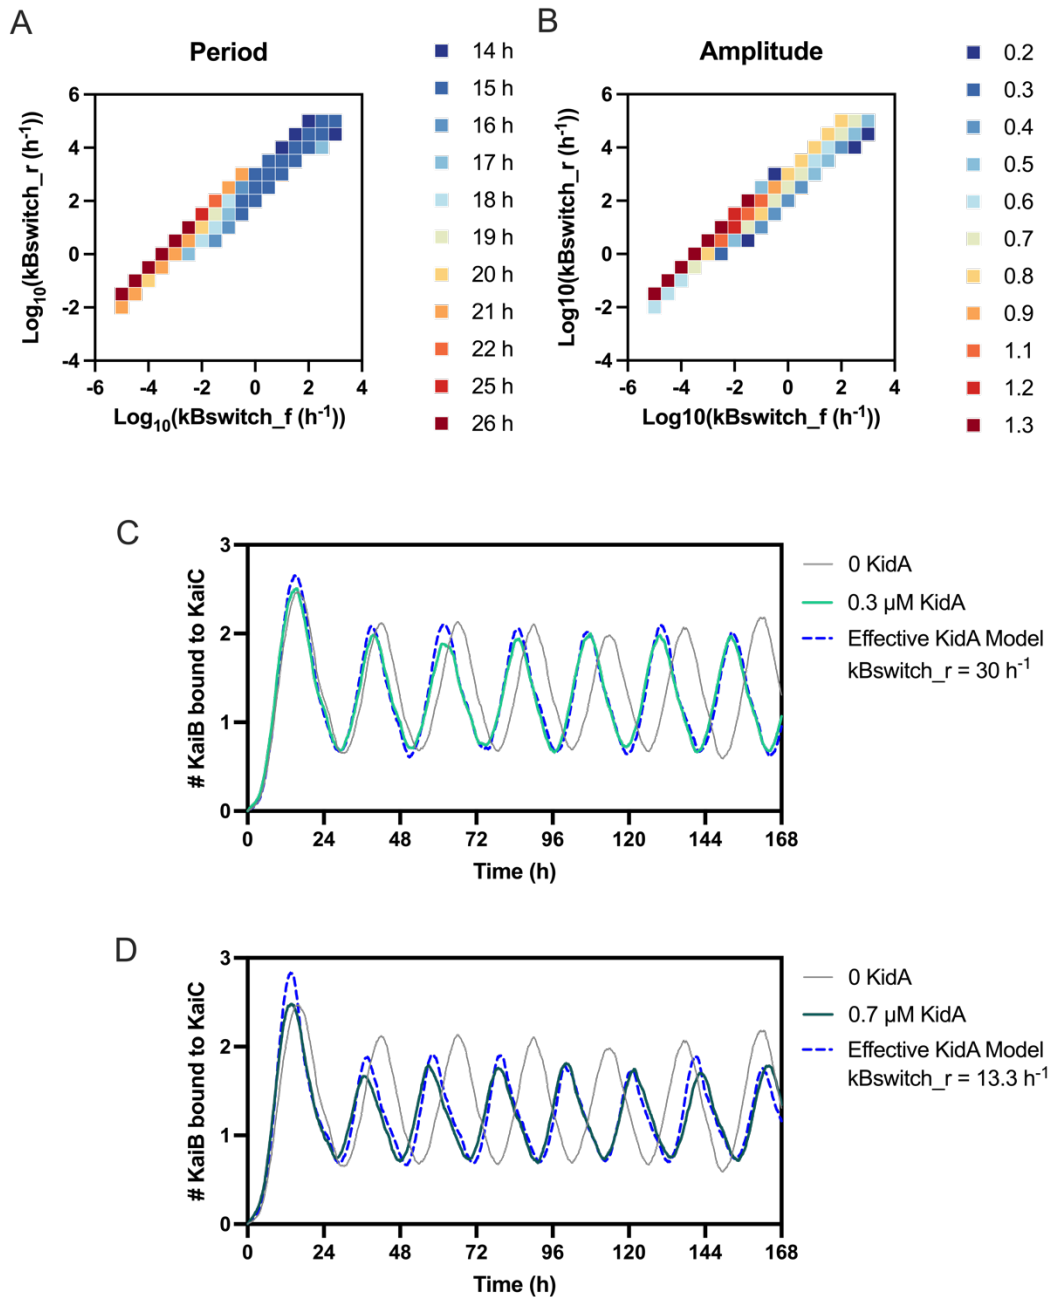 A
Period
Log10(kBswitch_r (h-1))
6
4
2
0
-2
-4
-6
-4
-2
0
2
4
Log10(kBswitch_f (h-1))
14 h
15 h
16 h
17 h
18 h
19 h
20 h
21 h
22 h
25 h
26 h
B
Amplitude
Log10(kBswitch_r (h-1))
6
4
2
0
-2
-4
-6
-4
-2
0
2
4
Log10(kBswitch_f (h-1))
0.2
0.3
0.4
0.5
0.6
0.7
0.8
0.9
1.1
1.2
1.3
C
# KaiB bound to KaiC
3
2
1
0
0
24
48
72
96
120
144
168
Time (h)
0 KidA
0.3 μM KidA
Effective KidA Model
kBswitch_r = 30 h-1
D
# KaiB bound to KaiC
3
2
1
0
0
24
48
72
96
120
144
168
Time (h)
0 KidA
0.7 μM KidA
Effective KidA Model
kBswitch_r = 13.3 h-1